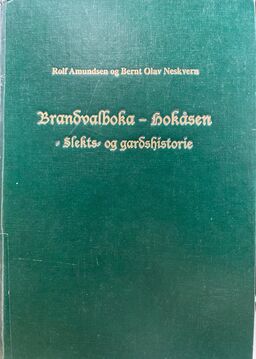 Rolf Amundsen og Bernt Olav Neskvern
Brandvalboka – Hokåsen
- Slekts- og gardshistorie